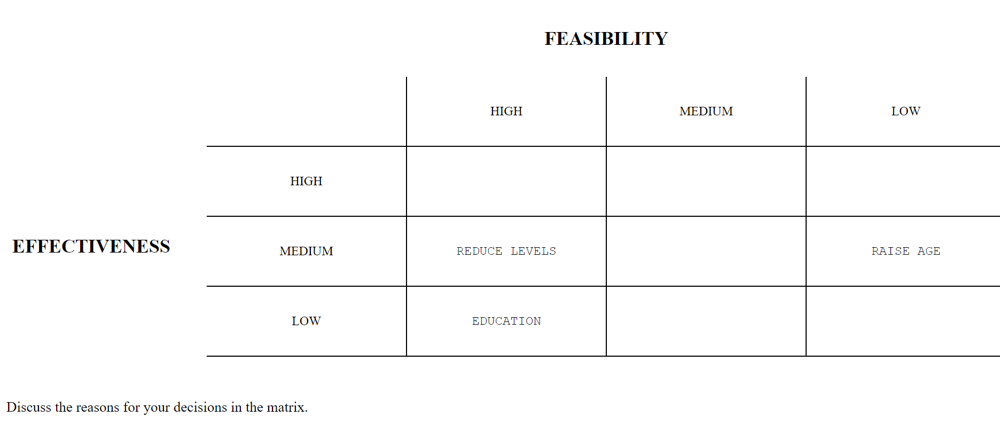 FEASIBILITY
HIGH MEDIUM LOW
HIGH
EFFECTIVENESS
MEDIUM REDUCE LEVELS RAISE AGE
LOW EDUCATION
Discuss the reasons for your decisions in the matrix.